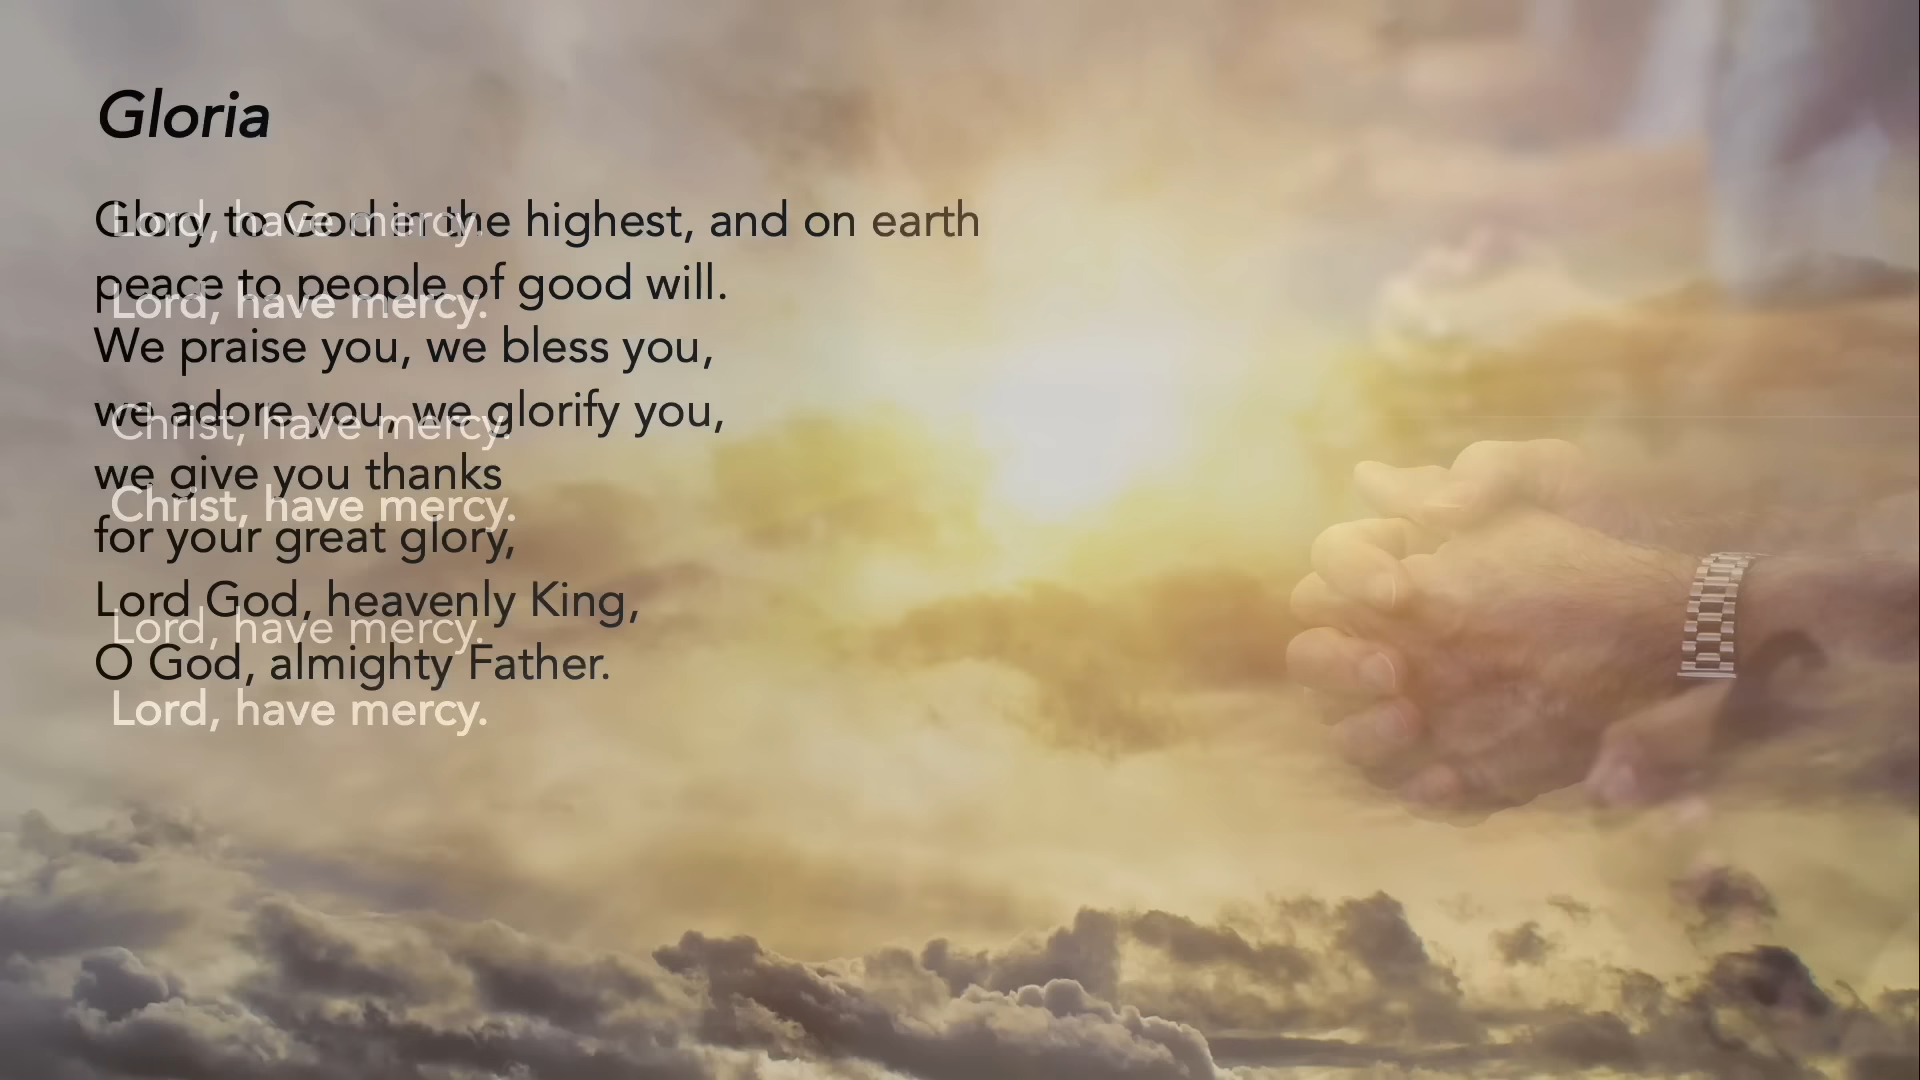 Gloria
Glory to God in the highest, and on earth
Lord, have mercy.
peace to people of good will.
Lord, have mercy.
We praise you, we bless you,
we adore you, we glorify you,
Christ, have mercy.
we give you thanks
Christ, have mercy.
for your great glory,
Lord God, heavenly King,
Lord, have mercy.
O God, almighty Father.
Lord, have mercy.